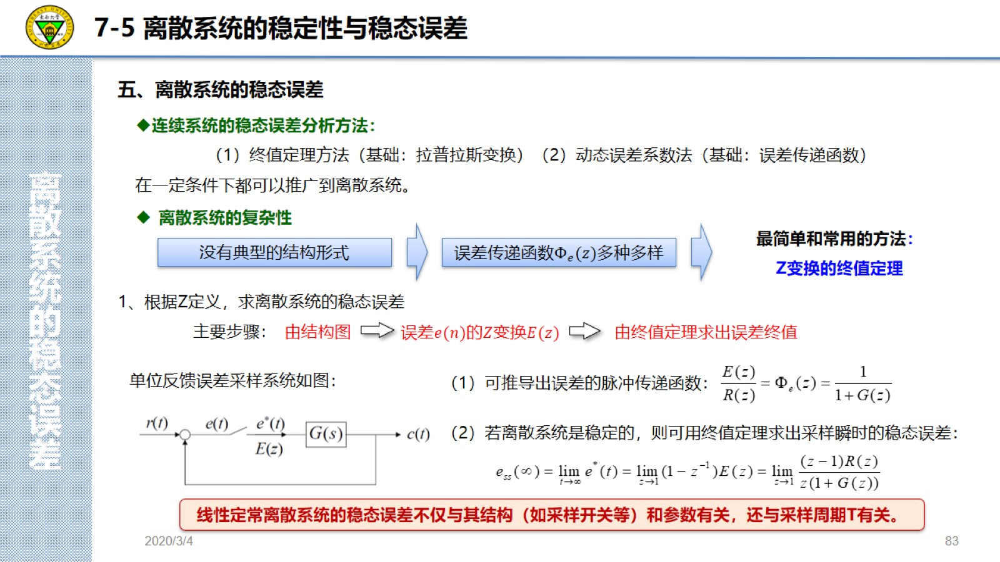 7-5 离散系统的稳定性与稳态误差
离散系统的稳态误差
五、离散系统的稳态误差
◆连续系统的稳态误差分析方法：
（1）终值定理方法（基础：拉普拉斯变换）（2）动态误差系数法（基础：误差传递函数）
在一定条件下都可以推广到离散系统。
◆ 离散系统的复杂性
没有典型的结构形式
误差传递函数Φₑ(z)多种多样
最简单和常用的方法：
Z变换的终值定理
1、根据Z定义，求离散系统的稳态误差
主要步骤： 由结构图 ⇨ 误差e(n)的Z变换E(z) ⇨ 由终值定理求出误差终值
单位反馈误差采样系统如图：
r(t) e(t) e*(t) E(z) G(s) c(t)
（1）可推导出误差的脉冲传递函数： E(z)/R(z) = Φₑ(z) = 1/(1+G(z))
（2）若离散系统是稳定的，则可用终值定理求出采样瞬时的稳态误差：
e_ss(∞) = lim_{t→∞} e*(t) = lim_{z→1} (1 − z⁻¹)E(z) = lim_{z→1} (z−1)R(z)/(z(1+G(z)))
线性定常离散系统的稳态误差不仅与其结构（如采样开关等）和参数有关，还与采样周期T有关。
2020/3/4
83